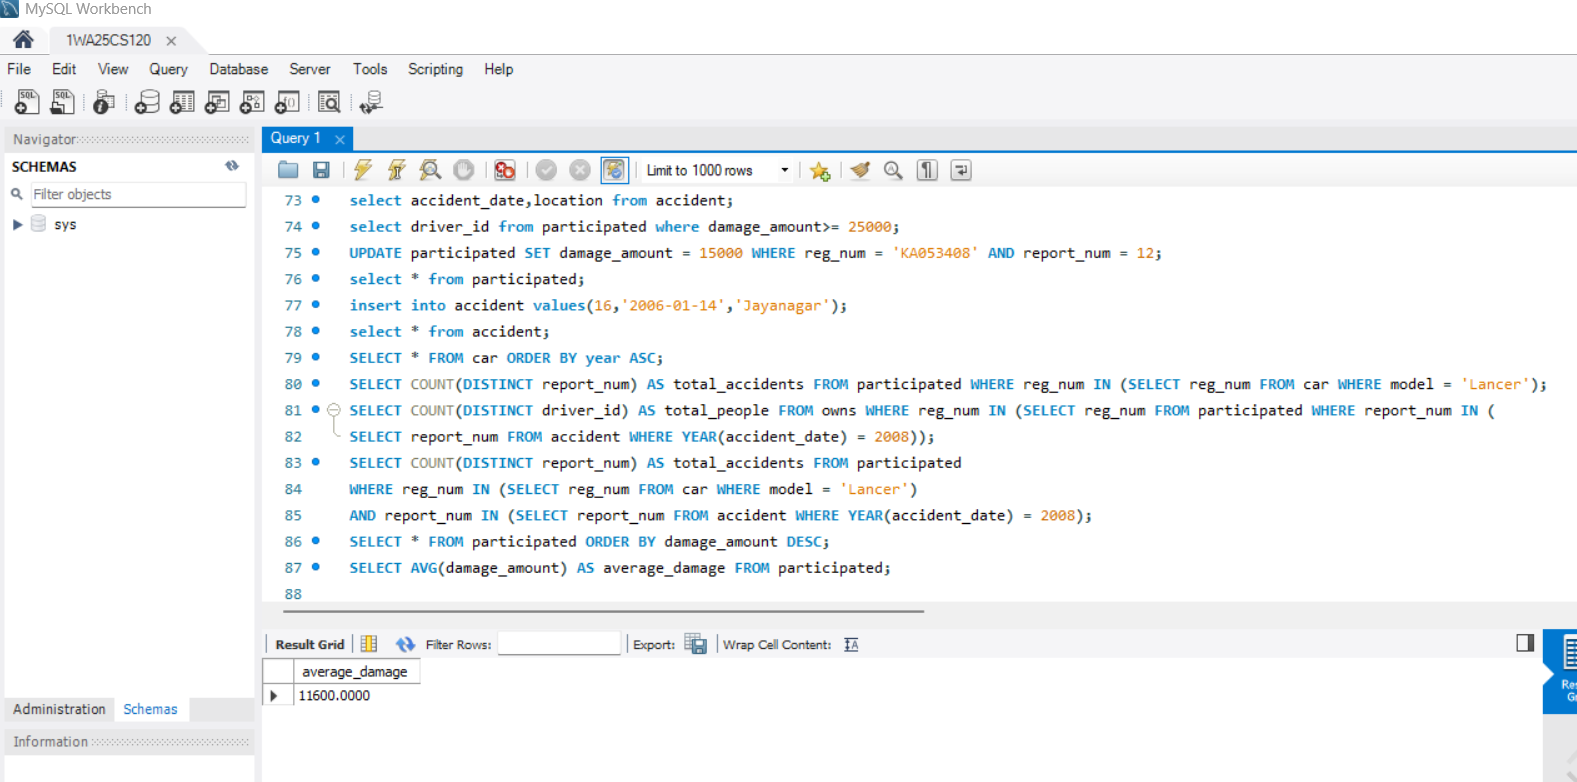 MySQL Workbench
1WA25CS120
File Edit View Query Database Server Tools Scripting Help
Navigator
Query 1
SCHEMAS
Limit to 1000 rows
Filter objects
sys
73 select accident_date,location from accident;
74 select driver_id from participated where damage_amount>= 25000;
75 UPDATE participated SET damage_amount = 15000 WHERE reg_num = 'KA053408' AND report_num = 12;
76 select * from participated;
77 insert into accident values(16,'2006-01-14','Jayanagar');
78 select * from accident;
79 SELECT * FROM car ORDER BY year ASC;
80 SELECT COUNT(DISTINCT report_num) AS total_accidents FROM participated WHERE reg_num IN (SELECT reg_num FROM car WHERE model = 'Lancer');
81 SELECT COUNT(DISTINCT driver_id) AS total_people FROM owns WHERE reg_num IN (SELECT reg_num FROM participated WHERE report_num IN (
82 SELECT report_num FROM accident WHERE YEAR(accident_date) = 2008));
83 SELECT COUNT(DISTINCT report_num) AS total_accidents FROM participated
84 WHERE reg_num IN (SELECT reg_num FROM car WHERE model = 'Lancer')
85 AND report_num IN (SELECT report_num FROM accident WHERE YEAR(accident_date) = 2008);
86 SELECT * FROM participated ORDER BY damage_amount DESC;
87 SELECT AVG(damage_amount) AS average_damage FROM participated;
88
Result Grid Filter Rows: Export: Wrap Cell Content:
average_damage
11600.0000
Administration Schemas
Information